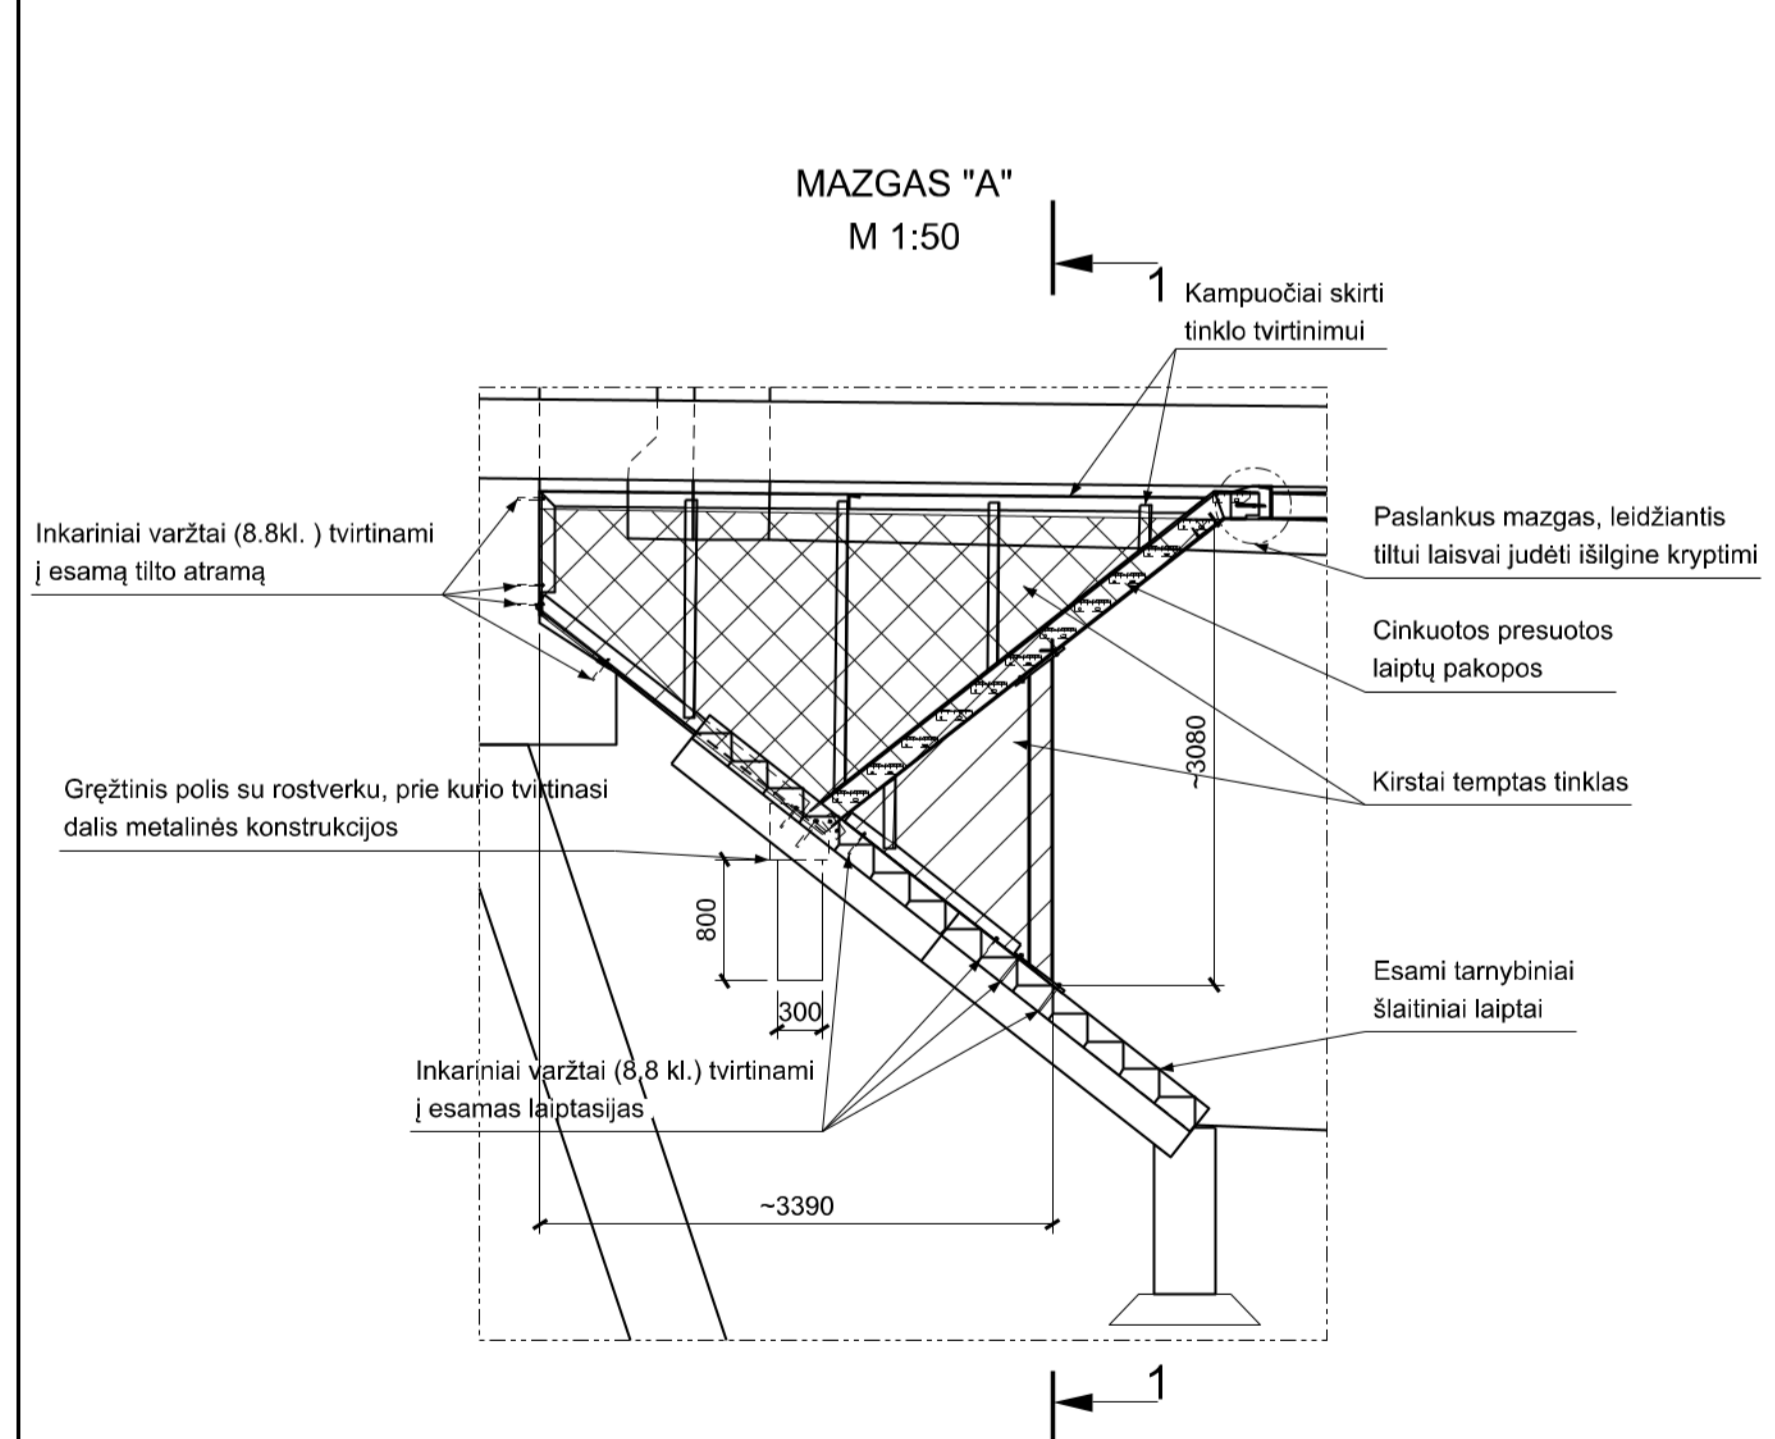 MAZGAS "A"
M 1:50
1
Kampuočiai skirti
tinklo tvirtinimui
Inkariniai varžtai (8.8kl. ) tvirtinami
į esamą tilto atramą
Paslankus mazgas, leidžiantis
tiltui laisvai judėti išilgine kryptimi
Cinkuotos presuotos
laiptų pakopos
~3080
Kirstai temptas tinklas
Gręžtinis polis su rostverku, prie kurio tvirtinasi
dalis metalinės konstrukcijos
800
300
Esami tarnybiniai
šlaitiniai laiptai
Inkariniai varžtai (8,8 kl.) tvirtinami
į esamas laiptasijas
~3390
1